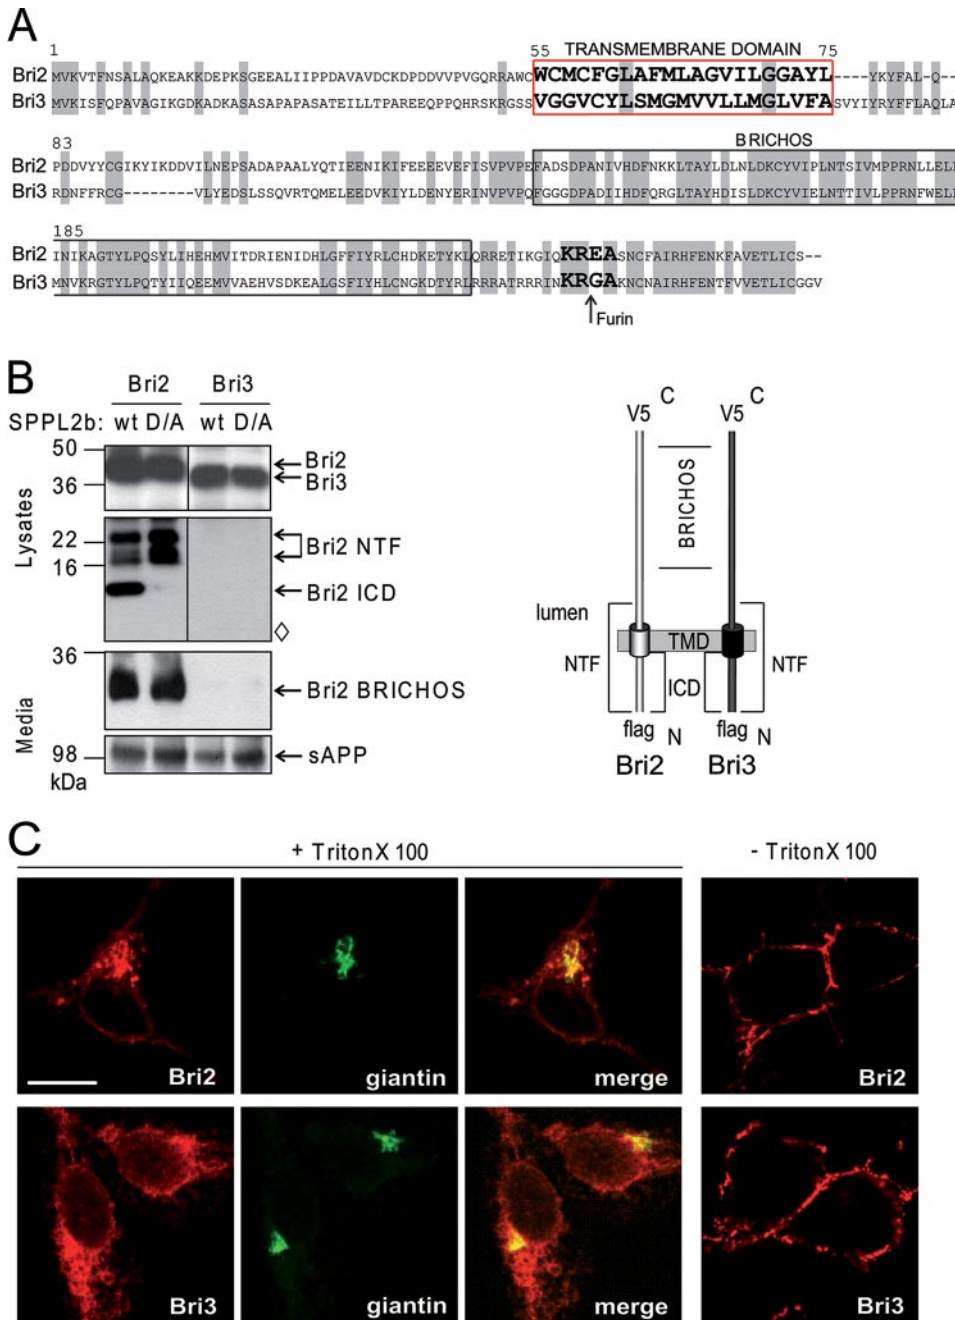 A
1 55 TRANSMEMBRANE DOMAIN 75
Bri2 MVKVTFNSALAQKEAKKDEPKSGEEALIIPPDAVAVDCKDPDDVVPVGQRRAWCWCMCFGLAFMLAGVILGGAYL----YKYFAL-Q--
Bri3 MVKISFQPAVAGIKGDKADKASASAPAPASATEILLTPAREEQPPQHRSKRGSSVGGVCYLSMGMVVLLMGLVFASVYIYRYFFLAQLA
83 BRICHOS
Bri2 PDDVYYCGIKYIKDDVILNEPSADAPAALYQTIEENIKIFEEEEVEFISVPVPEFADSDPANIVHDFNKKLTAYLDLNLDKCYVIPLNTSIVMPPRNLLELL
Bri3 RDNFFRCG--------VLYEDSLSSQVRTQMELEEDVKIYLDENYERINVPVPQFGGGDPADIIHDFQRGLTAYHDISLDKCYVIELNTTIVLPPRNFWELL
185
Bri2 INIKAGTYLPQSYLIHEHMVITDRIENIDHLGFFIYRLCHDKETYKLQRRETIKGIQKREASNCFAIRHFENKFAVETLICS--
Bri3 MNVKRGTYLPQTYIIQEEMVVAEHVSDKEALGSFIYHLCNGKDTYRLRRRATRRRINKRGAKNCNAIRHFENTFVVETLICGGV
Furin
B
Bri2 Bri3
SPPL2b: wt D/A wt D/A
Lysates
50
36
Bri2
Bri3
22
16
Bri2 NTF
Bri2 ICD
Media
36
Bri2 BRICHOS
98
kDa
sAPP
V5 C V5 C
BRICHOS
lumen
TMD
NTF ICD NTF
flag N flag N
Bri2 Bri3
C
+ TritonX 100 - TritonX 100
Bri2 giantin merge Bri2
Bri3 giantin merge Bri3